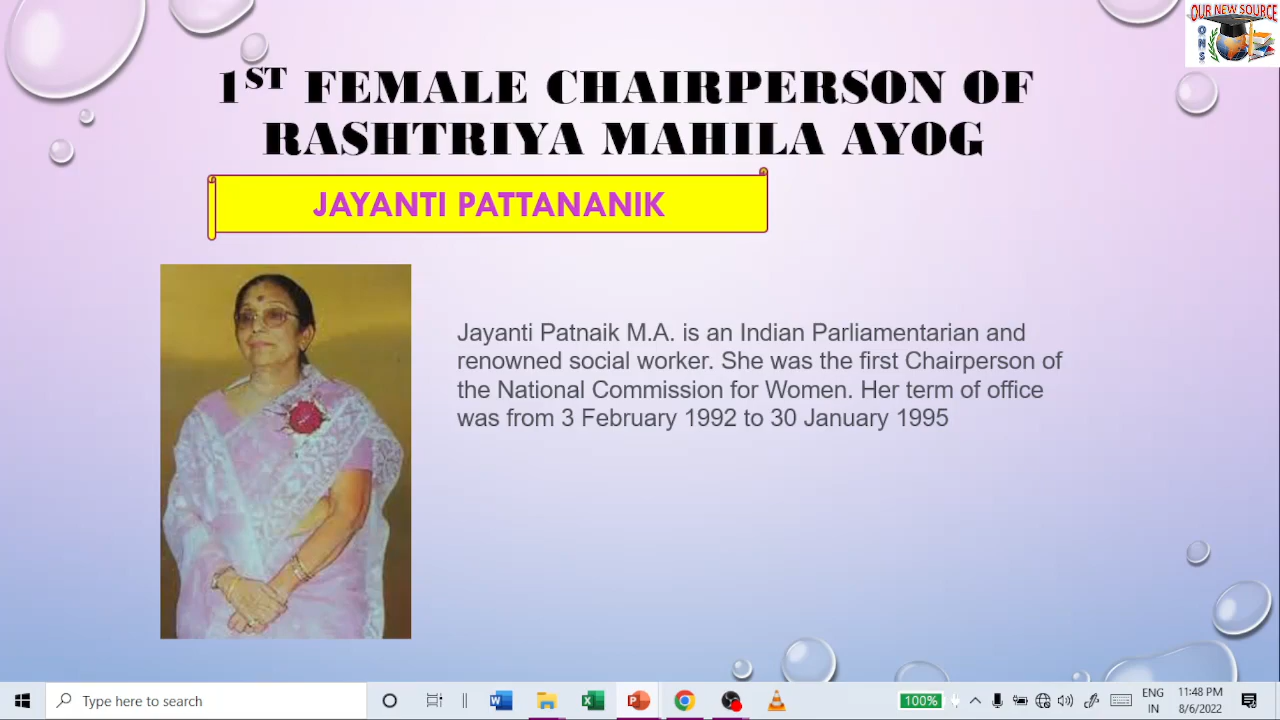 OUR NEW SOURCE
ONS
1ST FEMALE CHAIRPERSON OF
RASHTRIYA MAHILA AYOG
JAYANTI PATTANANIK
Jayanti Patnaik M.A. is an Indian Parliamentarian and
renowned social worker. She was the first Chairperson of
the National Commission for Women. Her term of office
was from 3 February 1992 to 30 January 1995
Type here to search
100%
ENG
IN
11:48 PM
8/6/2022